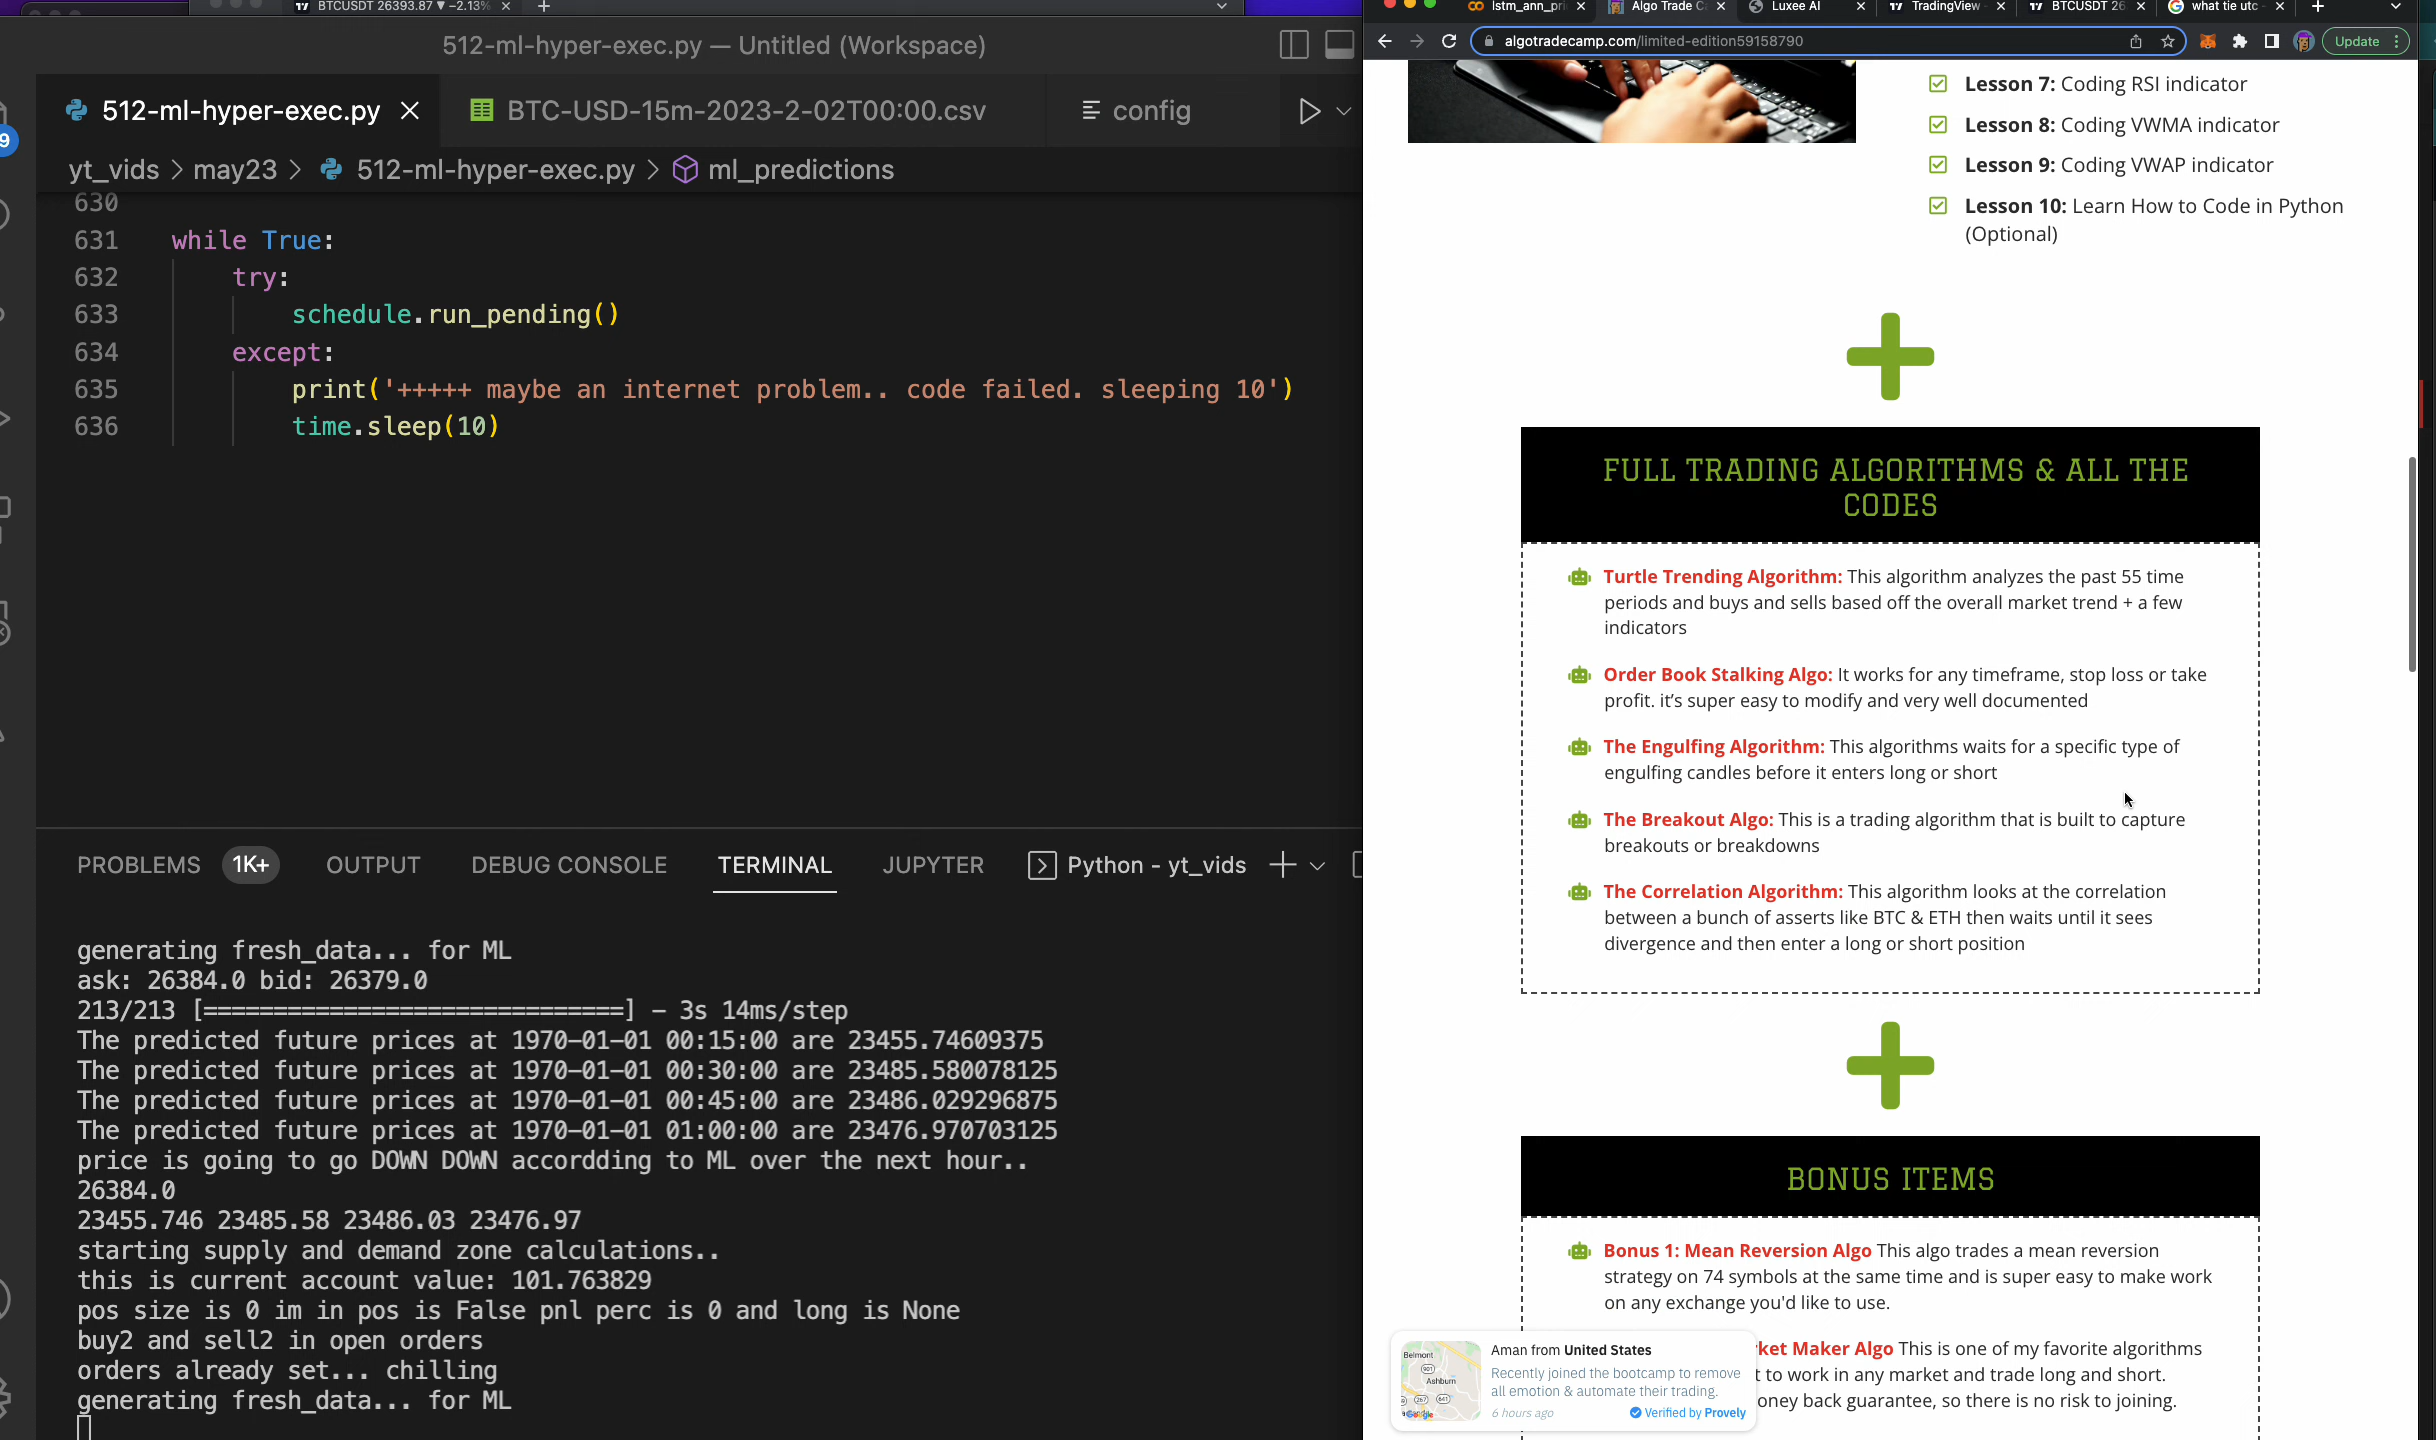 BTCUSDT 26393.87 ▼ −2.13%
512-ml-hyper-exec.py — Untitled (Workspace)
9
512-ml-hyper-exec.py
BTC-USD-15m-2023-2-02T00:00.csv
config
yt_vids > may23 > 512-ml-hyper-exec.py > ml_predictions
630
631 while True:
632 try:
633 schedule.run_pending()
634 except:
635 print('+++++ maybe an internet problem.. code failed. sleeping 10')
636 time.sleep(10)
PROBLEMS 1K+ OUTPUT DEBUG CONSOLE TERMINAL JUPYTER Python - yt_vids
generating fresh_data... for ML
ask: 26384.0 bid: 26379.0
213/213 [==============================] - 3s 14ms/step
The predicted future prices at 1970-01-01 00:15:00 are 23455.74609375
The predicted future prices at 1970-01-01 00:30:00 are 23485.580078125
The predicted future prices at 1970-01-01 00:45:00 are 23486.029296875
The predicted future prices at 1970-01-01 01:00:00 are 23476.970703125
price is going to go DOWN DOWN accordding to ML over the next hour..
26384.0
23455.746 23485.58 23486.03 23476.97
starting supply and demand zone calculations..
this is current account value: 101.763829
pos size is 0 im in pos is False pnl perc is 0 and long is None
buy2 and sell2 in open orders
orders already set... chilling
generating fresh_data... for ML
lstm_ann_pri
Algo Trade C
Luxee AI
TradingView
BTCUSDT 26
what tie utc
algotradecamp.com/limited-edition59158790
Update
Lesson 7: Coding RSI indicator
Lesson 8: Coding VWMA indicator
Lesson 9: Coding VWAP indicator
Lesson 10: Learn How to Code in Python
(Optional)
FULL TRADING ALGORITHMS & ALL THE
CODES
Turtle Trending Algorithm: This algorithm analyzes the past 55 time
periods and buys and sells based off the overall market trend + a few
indicators
Order Book Stalking Algo: It works for any timeframe, stop loss or take
profit. it's super easy to modify and very well documented
The Engulfing Algorithm: This algorithms waits for a specific type of
engulfing candles before it enters long or short
The Breakout Algo: This is a trading algorithm that is built to capture
breakouts or breakdowns
The Correlation Algorithm: This algorithm looks at the correlation
between a bunch of asserts like BTC & ETH then waits until it sees
divergence and then enter a long or short position
BONUS ITEMS
Bonus 1: Mean Reversion Algo This algo trades a mean reversion
strategy on 74 symbols at the same time and is super easy to make work
on any exchange you'd like to use.
rket Maker Algo This is one of my favorite algorithms
t to work in any market and trade long and short.
oney back guarantee, so there is no risk to joining.
Belmont
Ashburn
Google
Aman from United States
Recently joined the bootcamp to remove
all emotion & automate their trading.
6 hours ago
Verified by Provely